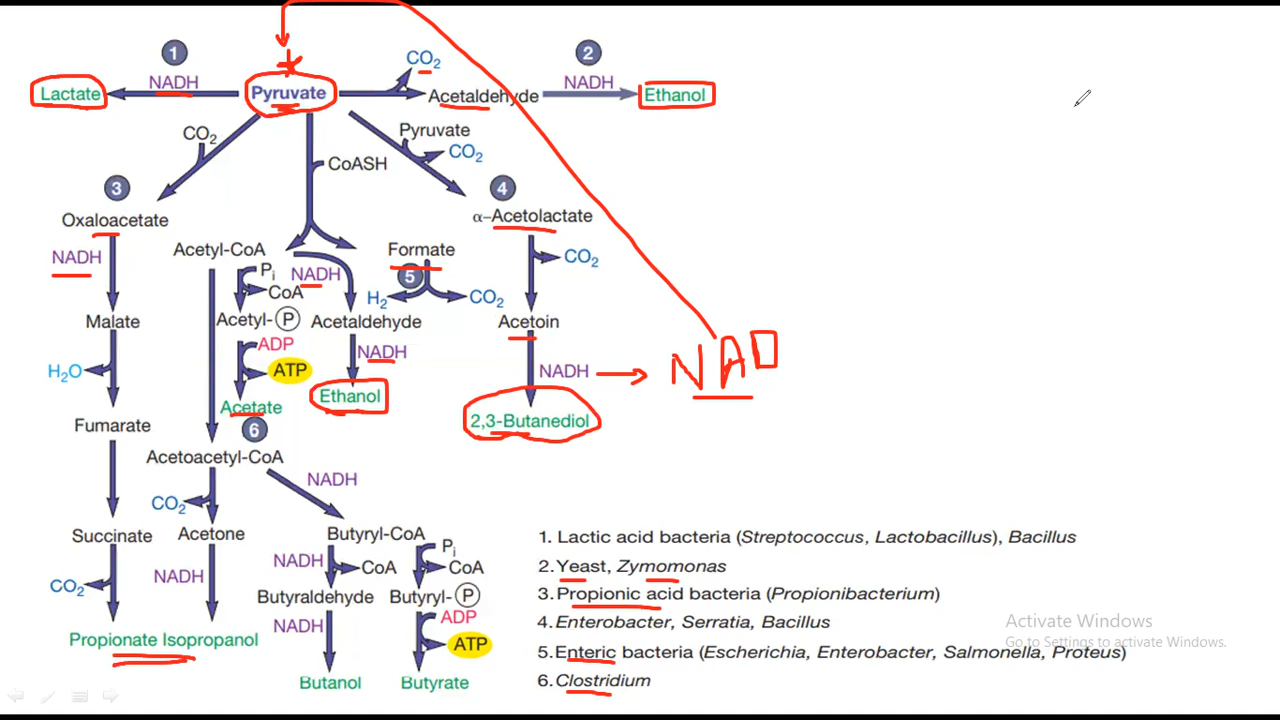 1
2
NADH
CO2
NADH
Lactate
Pyruvate
Acetaldehyde
Ethanol
CO2
Pyruvate
CO2
CoASH
3
4
Oxaloacetate
α–Acetolactate
NADH
Acetyl-CoA
Formate
CO2
Pi
NADH
5
CoA
H2
CO2
Malate
Acetyl-P
Acetaldehyde
Acetoin
ADP
NADH
NADH
NAD
H2O
ATP
Ethanol
Acetate
2,3-Butanediol
Fumarate
6
Acetoacetyl-CoA
NADH
CO2
Succinate
Acetone
Butyryl-CoA
1. Lactic acid bacteria (Streptococcus, Lactobacillus), Bacillus
Pi
NADH
CoA
CoA
2. Yeast, Zymomonas
CO2
NADH
Butyraldehyde
Butyryl-P
3. Propionic acid bacteria (Propionibacterium)
ADP
NADH
4. Enterobacter, Serratia, Bacillus
Activate Windows
Propionate Isopropanol
ATP
Go to Settings to activate Windows.
5. Enteric bacteria (Escherichia, Enterobacter, Salmonella, Proteus)
Butanol
Butyrate
6. Clostridium